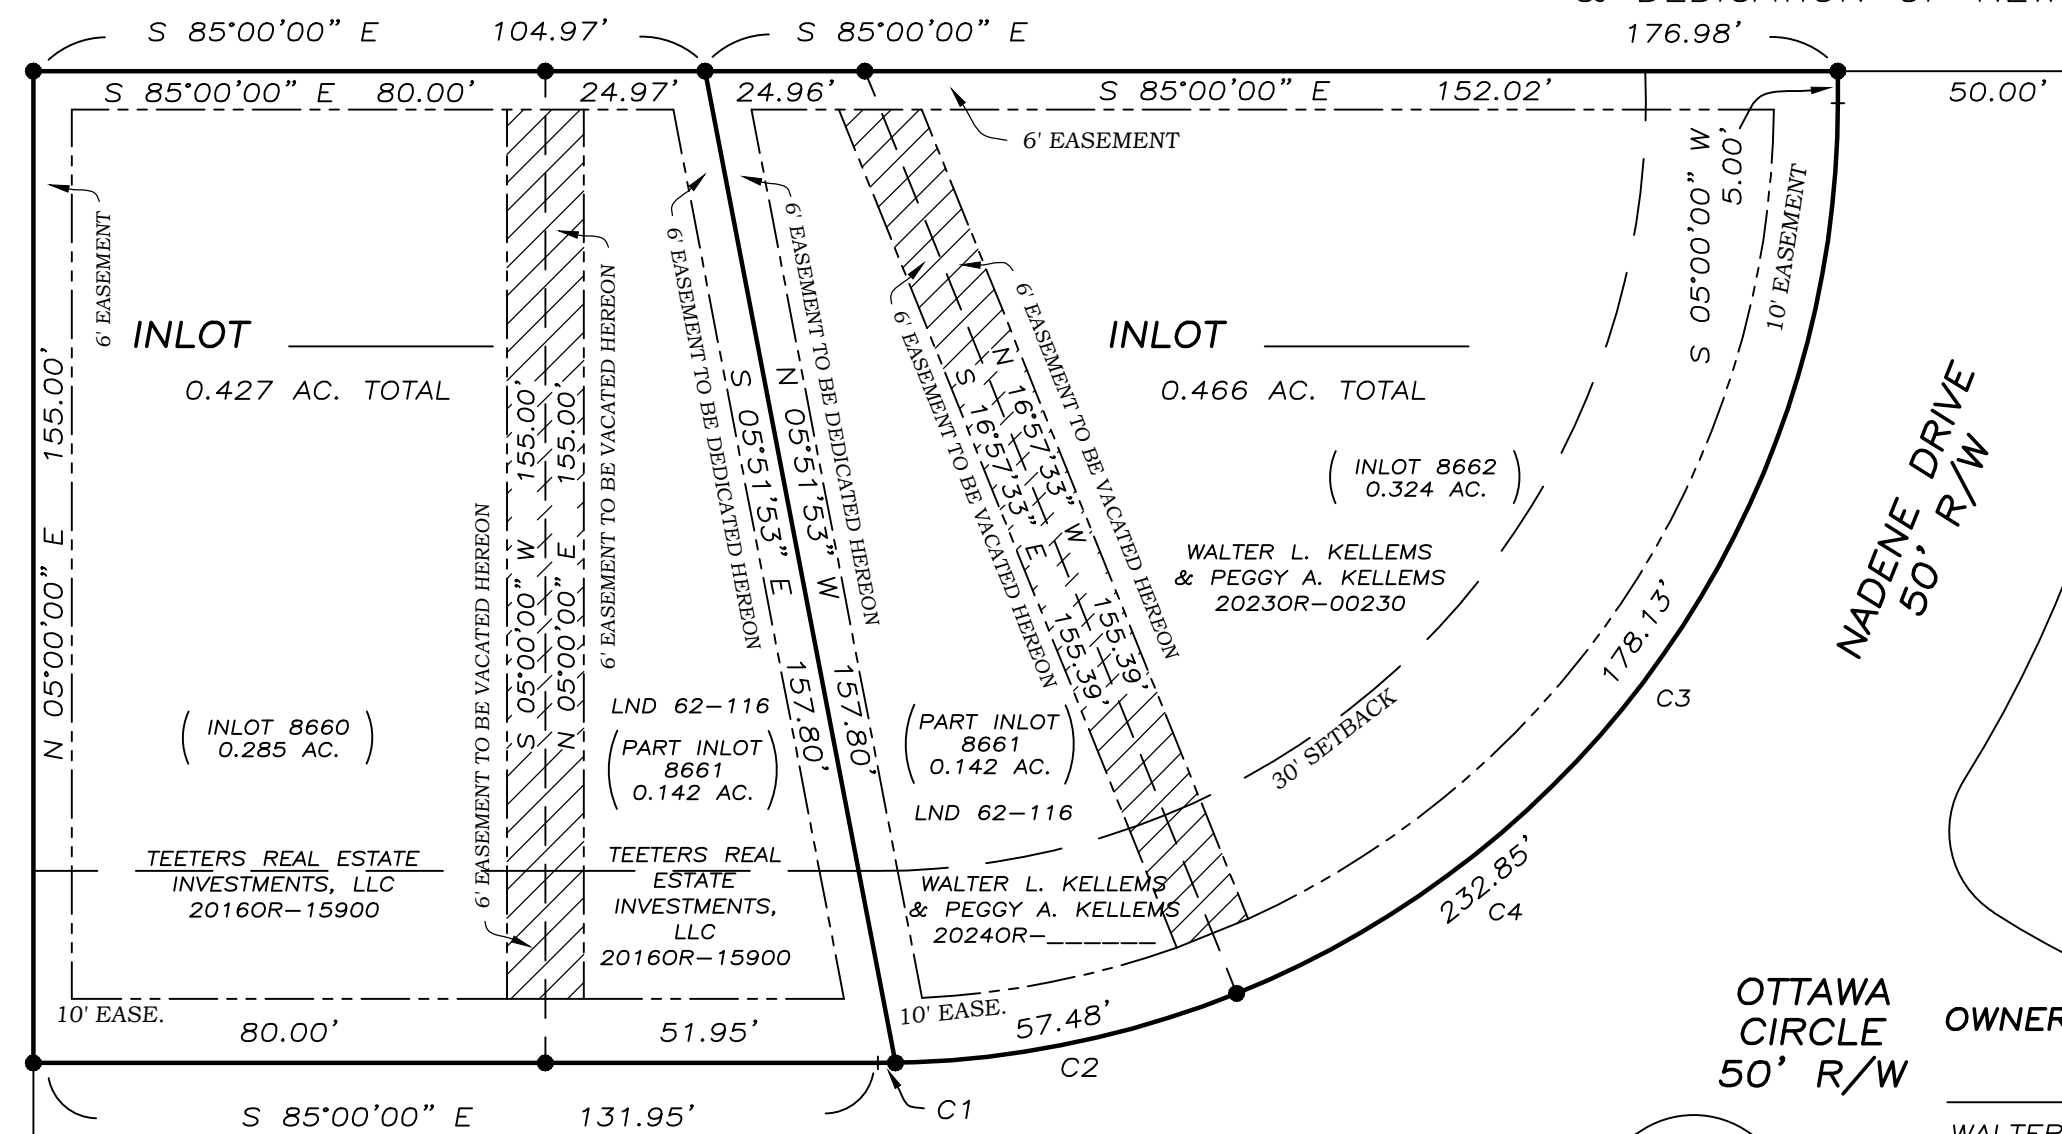 S 85°00'00" E 104.97'
S 85°00'00" E 176.98'
S 85°00'00" E 80.00' 24.97'
24.96' S 85°00'00" E 152.02'
50.00'
6' EASEMENT
S 05°00'00" W
5.00'
10' EASEMENT
6' EASEMENT
N 05°00'00" E 155.00'
INLOT
0.427 AC. TOTAL
S 05°00'00" W 155.00'
N 05°00'00" E 155.00'
6' EASEMENT TO BE VACATED HEREON
6' EASEMENT TO BE VACATED HEREON
6' EASEMENT TO BE DEDICATED HEREON
S 05°51'53" E 157.80'
N 05°51'53" W 157.80'
6' EASEMENT TO BE DEDICATED HEREON
6' EASEMENT TO BE VACATED HEREON
S 16°57'33" E 155.39'
N 16°57'33" W 155.39'
6' EASEMENT TO BE VACATED HEREON
INLOT
0.466 AC. TOTAL
INLOT 8662
0.324 AC.
WALTER L. KELLEMS
& PEGGY A. KELLEMS
2023OR-00230
NADENE DRIVE
50' R/W
178.13'
C3
30' SETBACK
232.85'
C4
INLOT 8660
0.285 AC.
LND 62-116
PART INLOT
8661
0.142 AC.
PART INLOT
8661
0.142 AC.
LND 62-116
TEETERS REAL ESTATE
INVESTMENTS, LLC
2016OR-15900
TEETERS REAL
ESTATE
INVESTMENTS,
LLC
2016OR-15900
WALTER L. KELLEMS
& PEGGY A. KELLEMS
2024OR-______
10' EASE.
80.00'
51.95'
10' EASE.
57.48'
C2
OTTAWA
CIRCLE
50' R/W
OWNER
S 85°00'00" E 131.95'
C1
WALTER